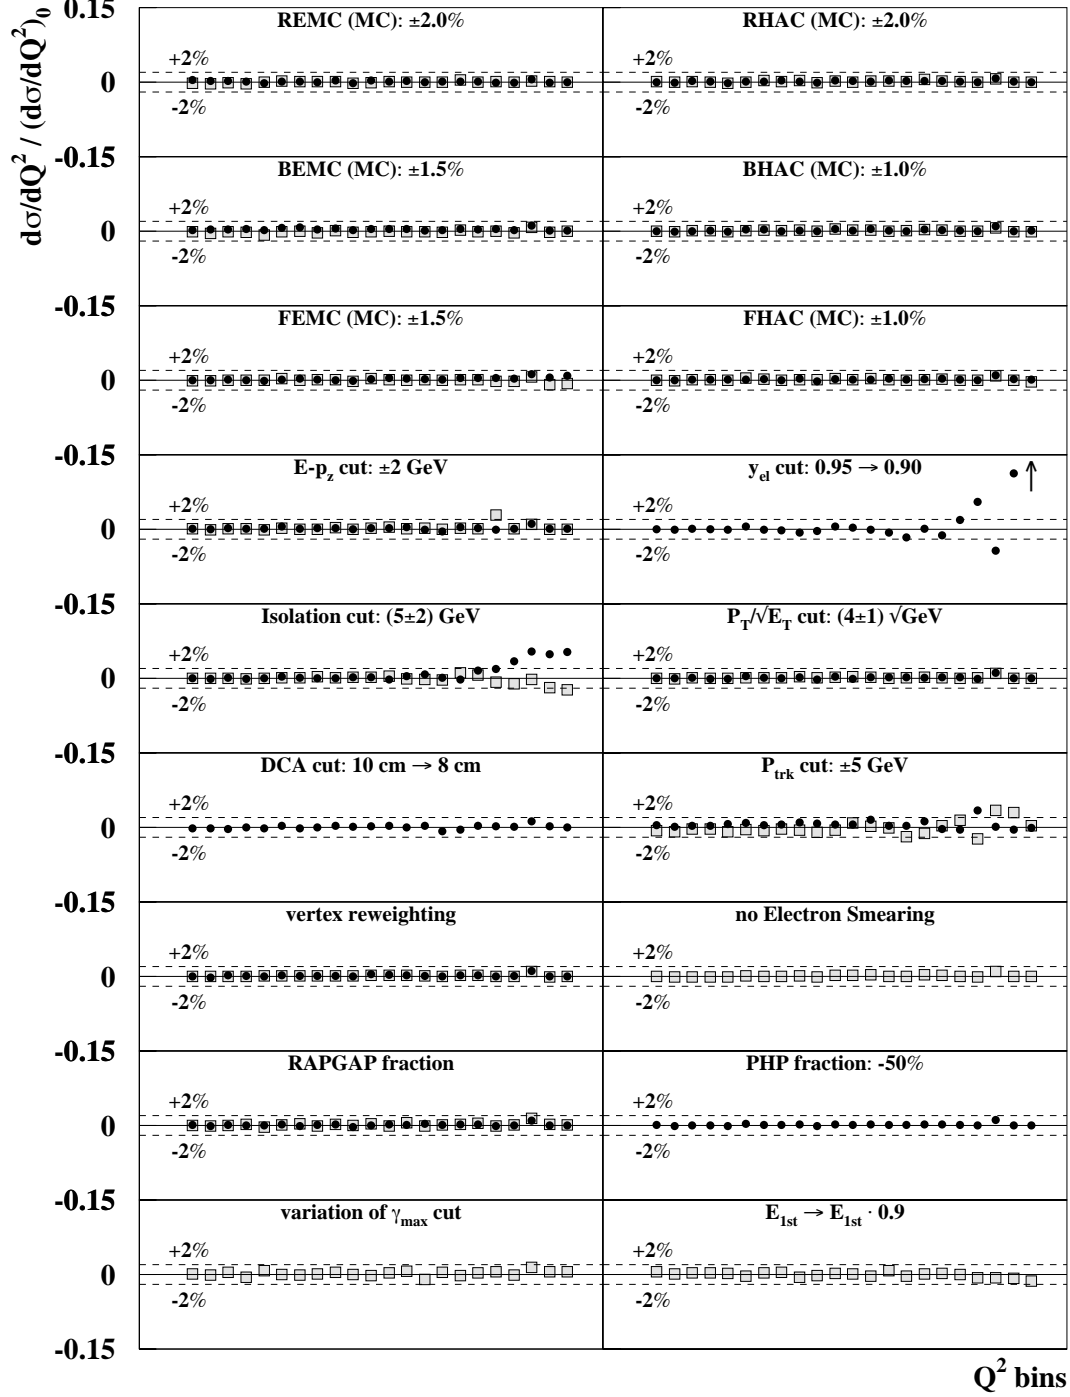 dσ/dQ² / (dσ/dQ²)₀
0.15
REMC (MC): ±2.0%
RHAC (MC): ±2.0%
+2%
+2%
0
-2%
-2%
-0.15
BEMC (MC): ±1.5%
BHAC (MC): ±1.0%
+2%
+2%
0
-2%
-2%
-0.15
FEMC (MC): ±1.5%
FHAC (MC): ±1.0%
+2%
+2%
0
-2%
-2%
-0.15
E-p_z cut: ±2 GeV
y_el cut: 0.95 → 0.90
+2%
+2%
0
-2%
-2%
-0.15
Isolation cut: (5±2) GeV
P_T/√E_T cut: (4±1) √GeV
+2%
+2%
0
-2%
-2%
-0.15
DCA cut: 10 cm → 8 cm
P_trk cut: ±5 GeV
+2%
+2%
0
-2%
-2%
-0.15
vertex reweighting
no Electron Smearing
+2%
+2%
0
-2%
-2%
-0.15
RAPGAP fraction
PHP fraction: -50%
+2%
+2%
0
-2%
-2%
-0.15
variation of γ_max cut
E_1st → E_1st · 0.9
+2%
+2%
0
-2%
-2%
-0.15
Q² bins